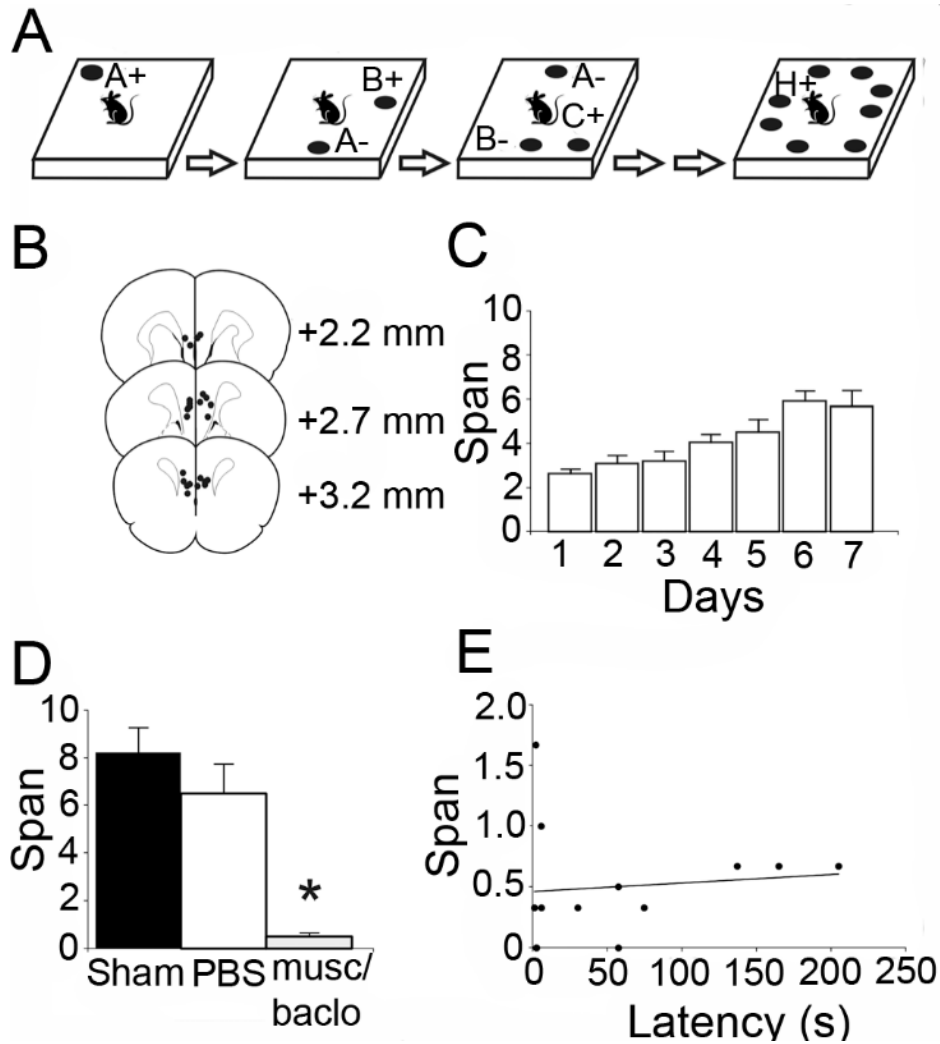 A
A+
B+
A-
A-
C+
B-
H+
B
+2.2 mm
+2.7 mm
+3.2 mm
C
10
8
6
4
2
0
Span
1 2 3 4 5 6 7
Days
D
10
8
6
4
2
0
Span
*
Sham PBS musc/
baclo
E
2.0
1.5
1.0
0.5
0
Span
0 50 100 150 200 250
Latency (s)